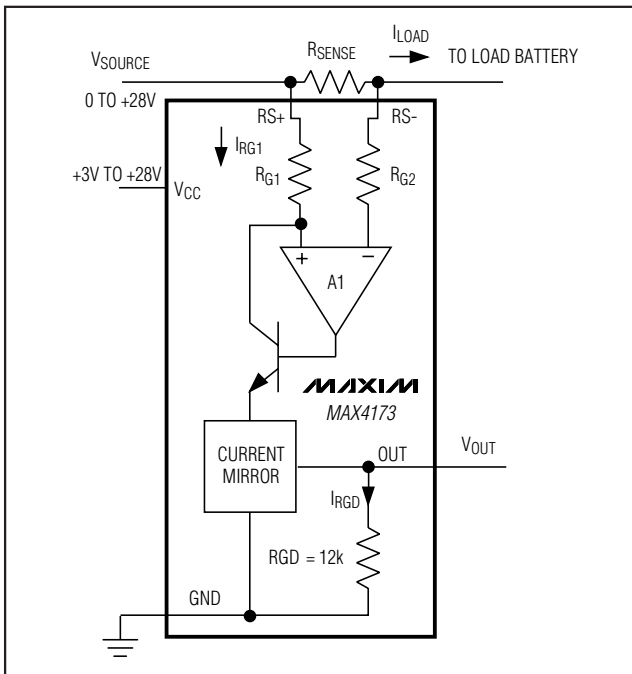 ILOAD
VSOURCE
RSENSE
TO LOAD BATTERY
0 TO +28V
RS+
RS-
IRG1
RG1
RG2
+3V TO +28V
VCC
+
−
A1
MAXIM
MAX4173
CURRENT
MIRROR
OUT
VOUT
IRGD
RGD = 12k
GND